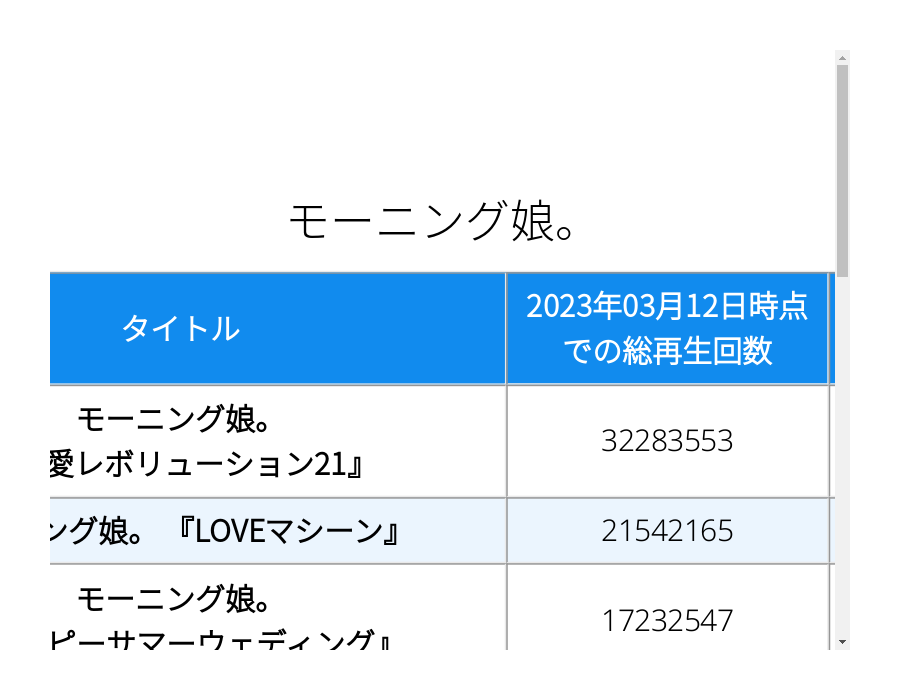 モーニング娘。
タイトル
2023年03月12日時点
での総再生回数
モーニング娘。
愛レボリューション21』
32283553
ング娘。 『LOVEマシーン』
21542165
モーニング娘。
ピーサマーウェディング』
17232547